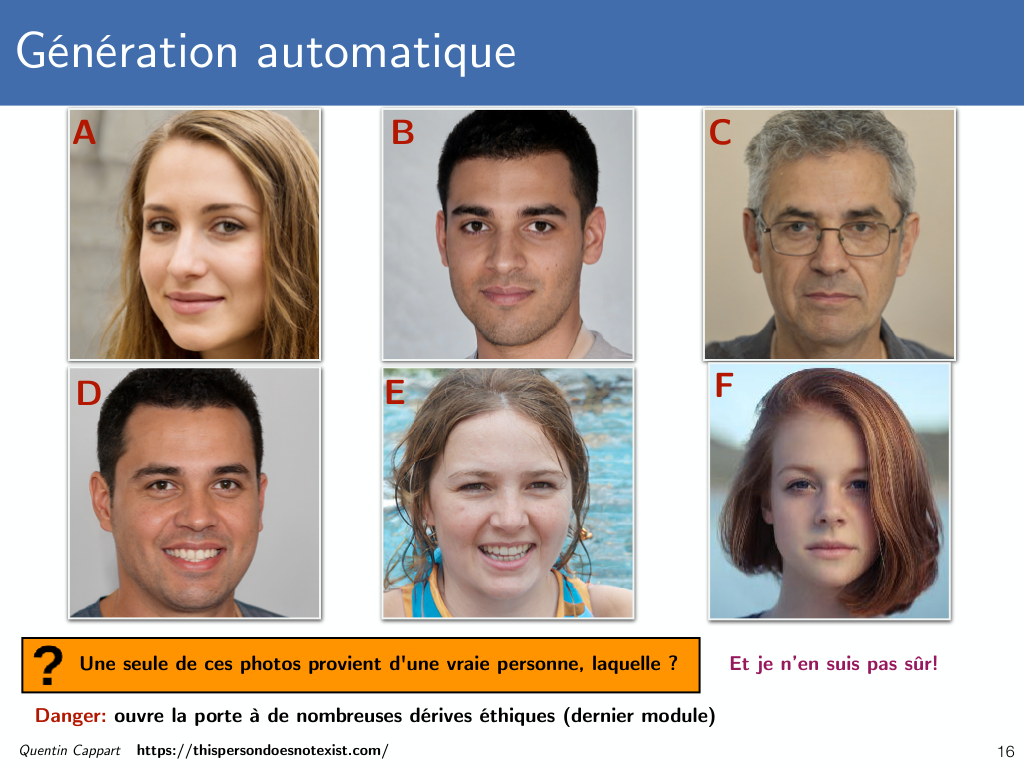 Génération automatique
A
B
C
D
E
F
? Une seule de ces photos provient d'une vraie personne, laquelle ?
Et je n'en suis pas sûr!
Danger: ouvre la porte à de nombreuses dérives éthiques (dernier module)
Quentin Cappart https://thispersondoesnotexist.com/
16